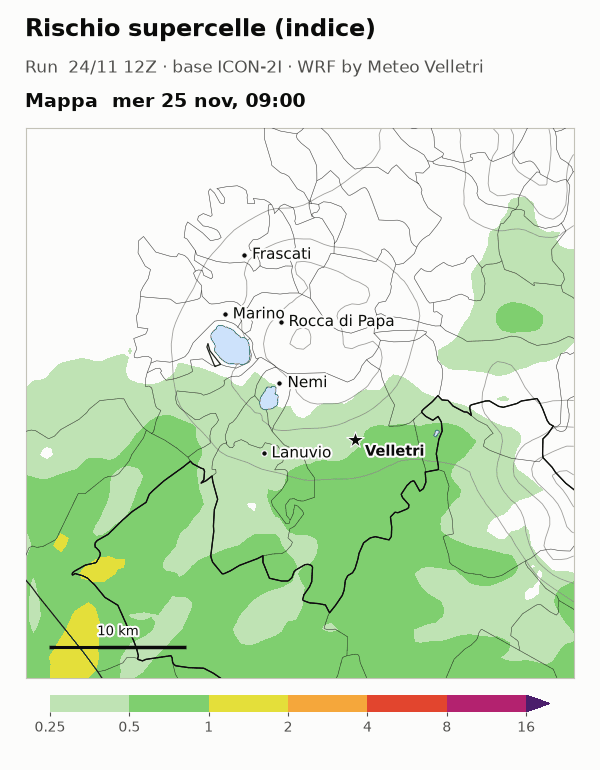 Rischio supercelle (indice)
Run  24/11 12Z · base ICON-2I · WRF by Meteo Velletri
Mappa  mer 25 nov, 09:00
Frascati
Marino
Rocca di Papa
Nemi
Lanuvio
Velletri
10 km
0.25 0.5 1 2 4 8 16